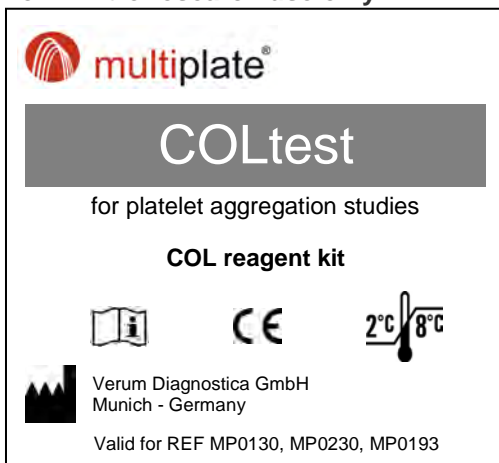 multiplate®
COLtest
for platelet aggregation studies
COL reagent kit
i
CE
2°C 8°C
Verum Diagnostica GmbH
Munich - Germany
Valid for REF MP0130, MP0230, MP0193